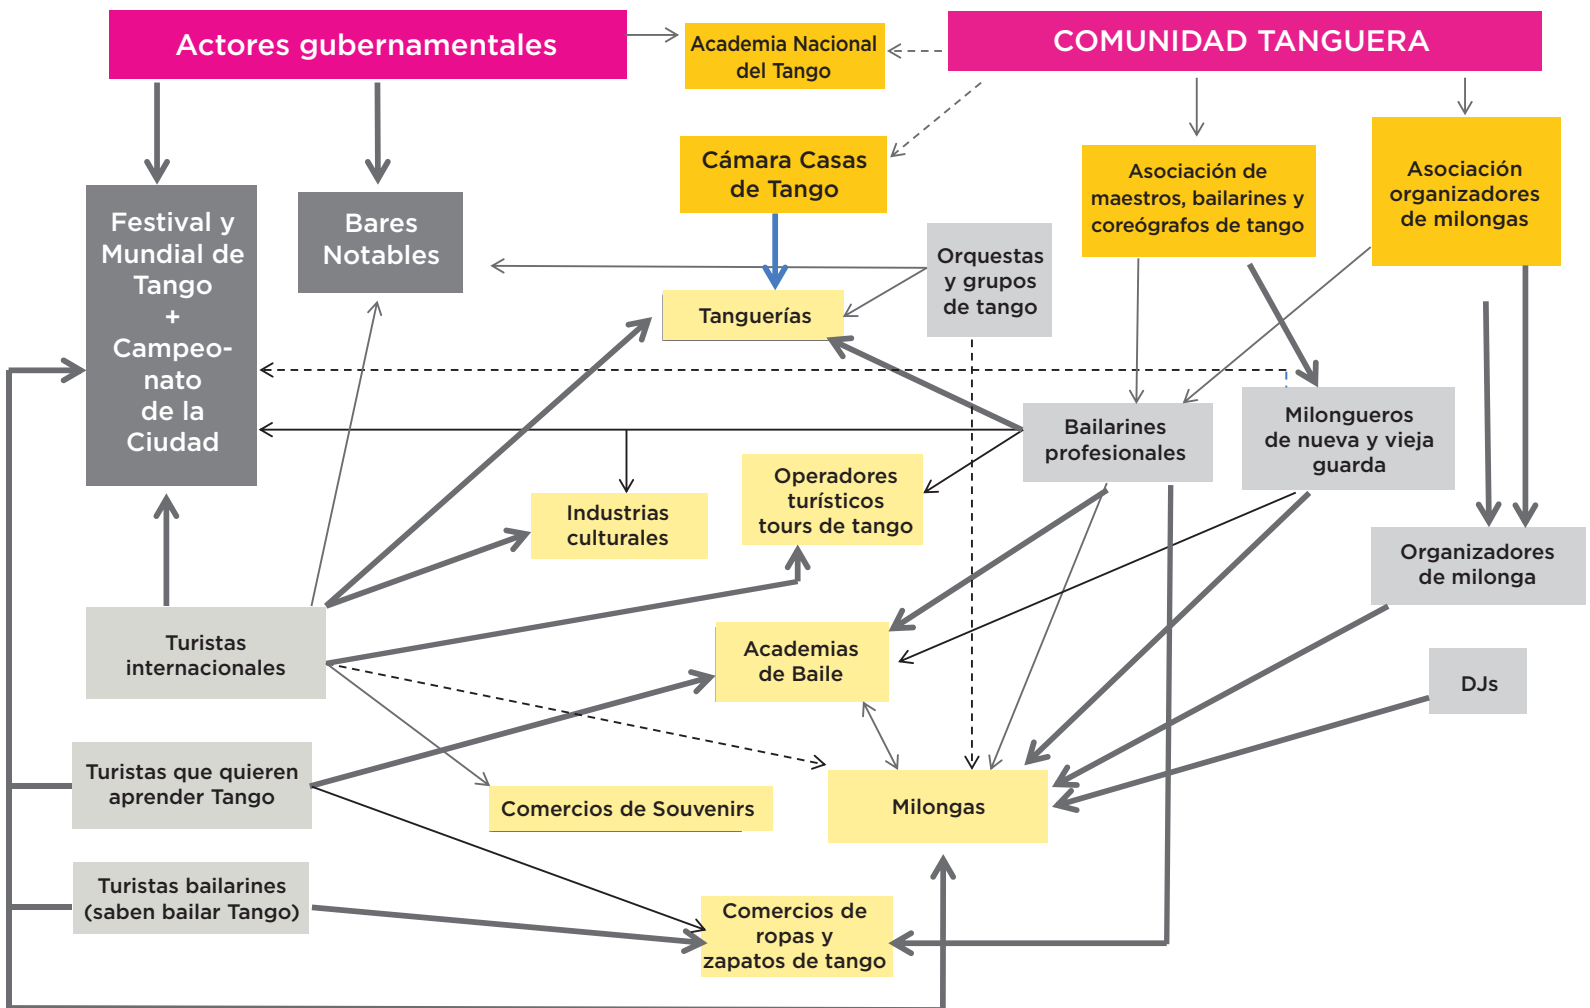 Actores gubernamentales
Academia Nacional
del Tango
COMUNIDAD TANGUERA
Cámara Casas
de Tango
Asociación de
maestros, bailarines y
coreógrafos de tango
Asociación
organizadores
de milongas
Festival y
Mundial de
Tango
+
Campeo-
nato
de la
Ciudad
Bares
Notables
Orquestas
y grupos
de tango
Tanguerías
Bailarines
profesionales
Milongueros
de nueva y vieja
guarda
Operadores
turísticos
tours de tango
Industrias
culturales
Organizadores
de milonga
Turistas
internacionales
Academias
de Baile
DJs
Turistas que quieren
aprender Tango
Comercios de Souvenirs
Milongas
Turistas bailarines
(saben bailar Tango)
Comercios de
ropas y
zapatos de tango